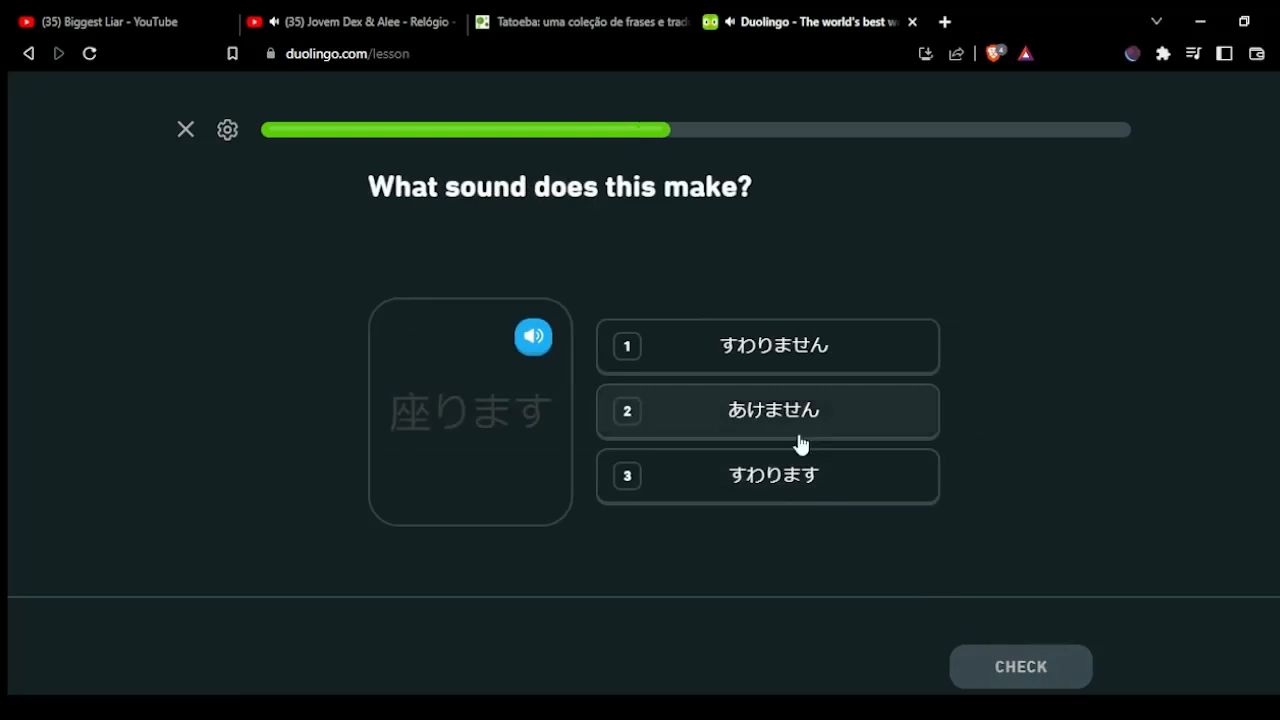 (35) Biggest Liar - YouTube
(35) Jovem Dex & Alee - Relógio -
Tatoeba: uma coleção de frases e trad
Duolingo - The world's best w
duolingo.com/lesson
4
What sound does this make?
座ります
1 すわりません
2 あけません
3 すわります
CHECK